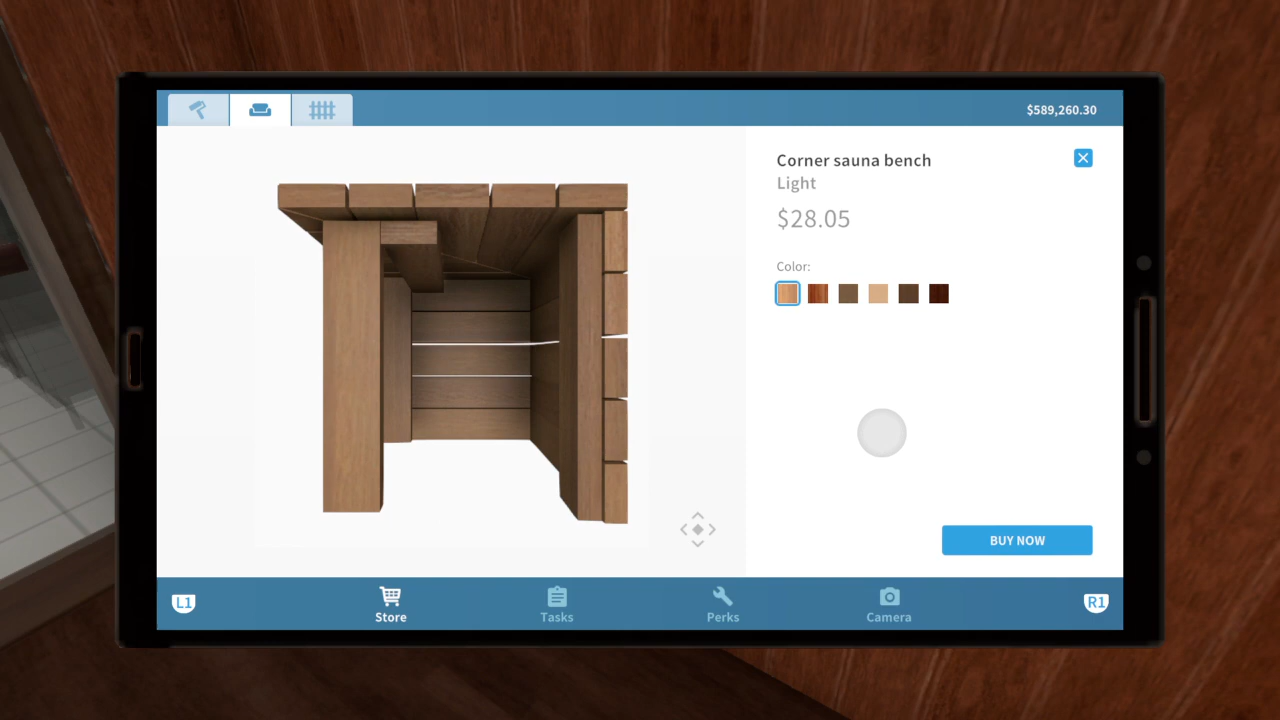 $589,260.30
Corner sauna bench
Light
$28.05
Color:
BUY NOW
L1
Store
Tasks
Perks
Camera
R1